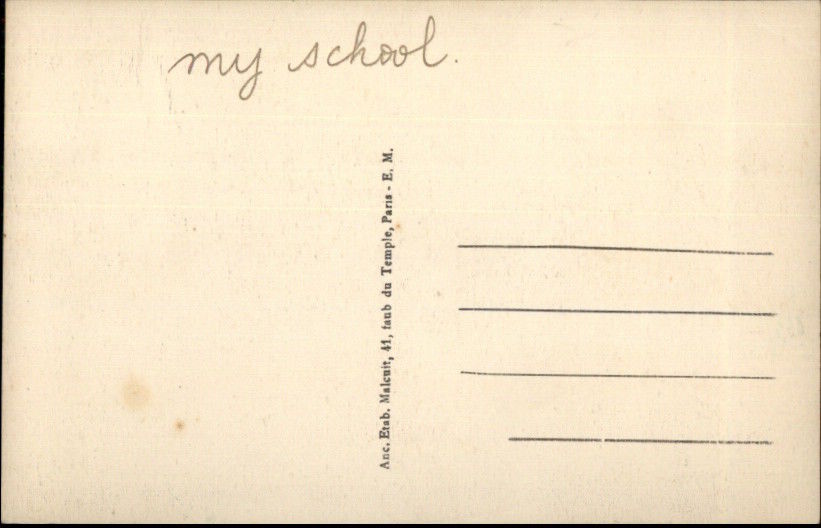 my school.
Anc. Etab. Malcuit, 41, faub du Temple, Paris - E. M.